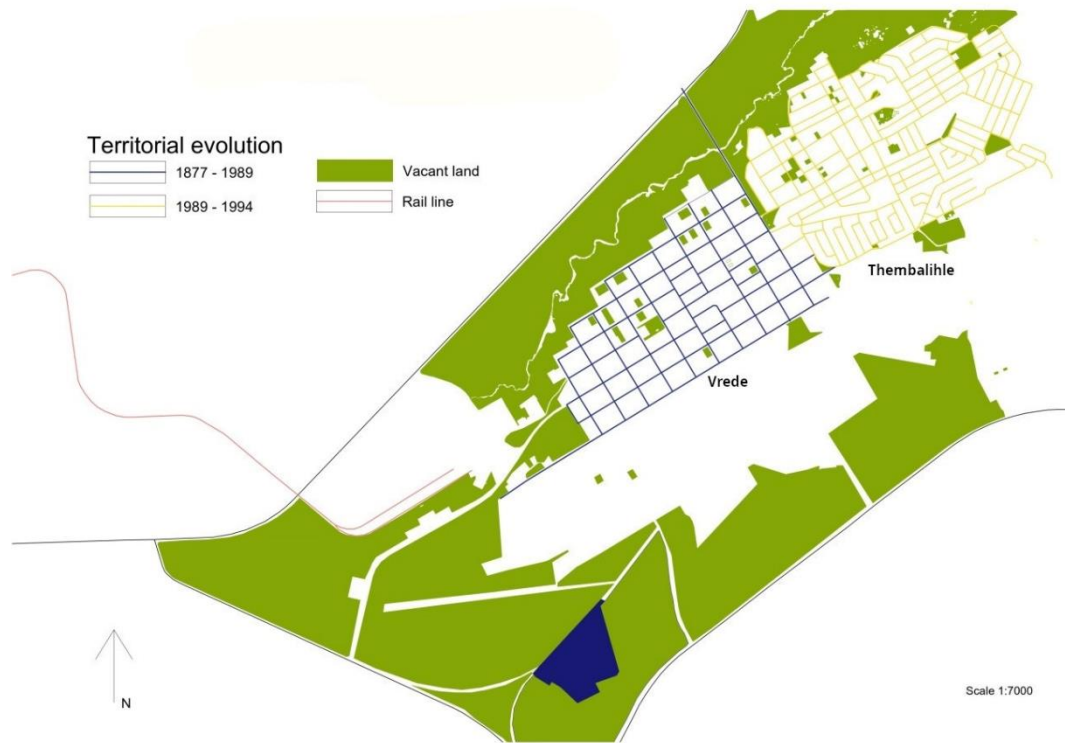 Territorial evolution
1877 - 1989
1989 - 1994
Vacant land
Rail line
Thembalihle
Vrede
N
Scale 1:7000